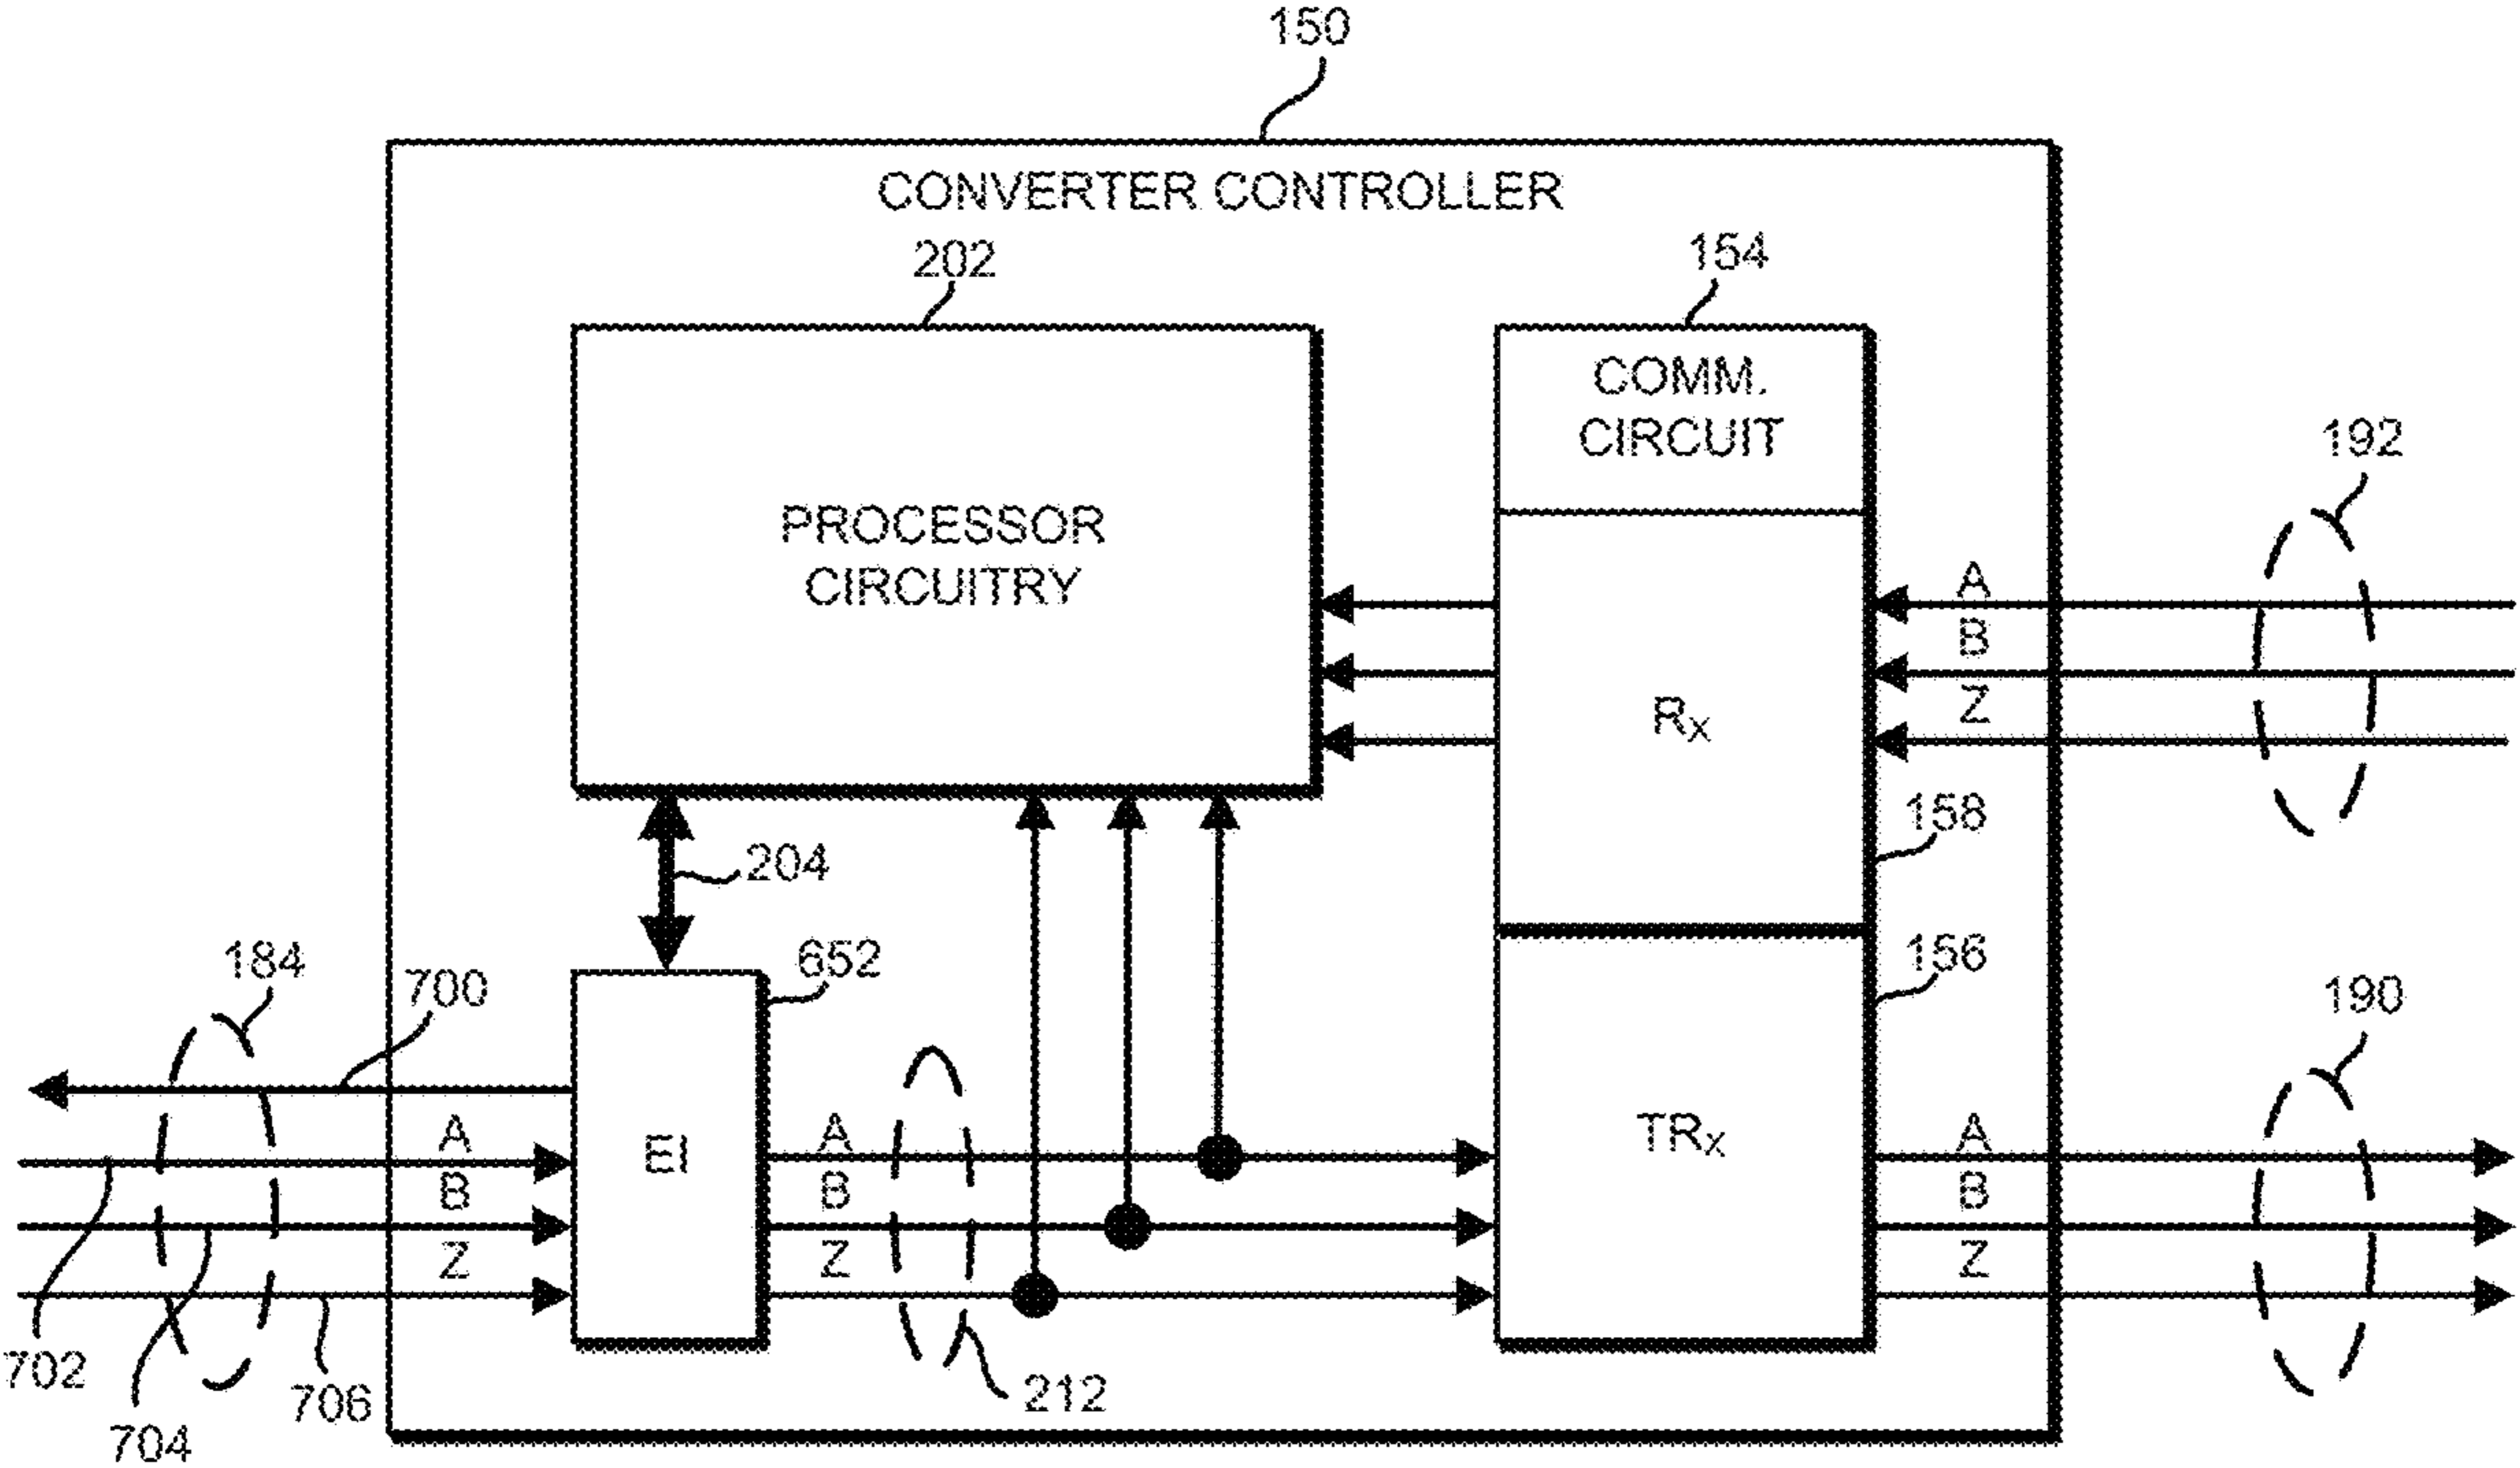 150
CONVERTER CONTROLLER
202
154
COMM.
CIRCUIT
192
PROCESSOR
CIRCUITRY
A
B
Z
RX
158
204
184
700
652
156
190
A
B
Z
EI
A
B
Z
TRX
A
B
Z
702
704
706
212